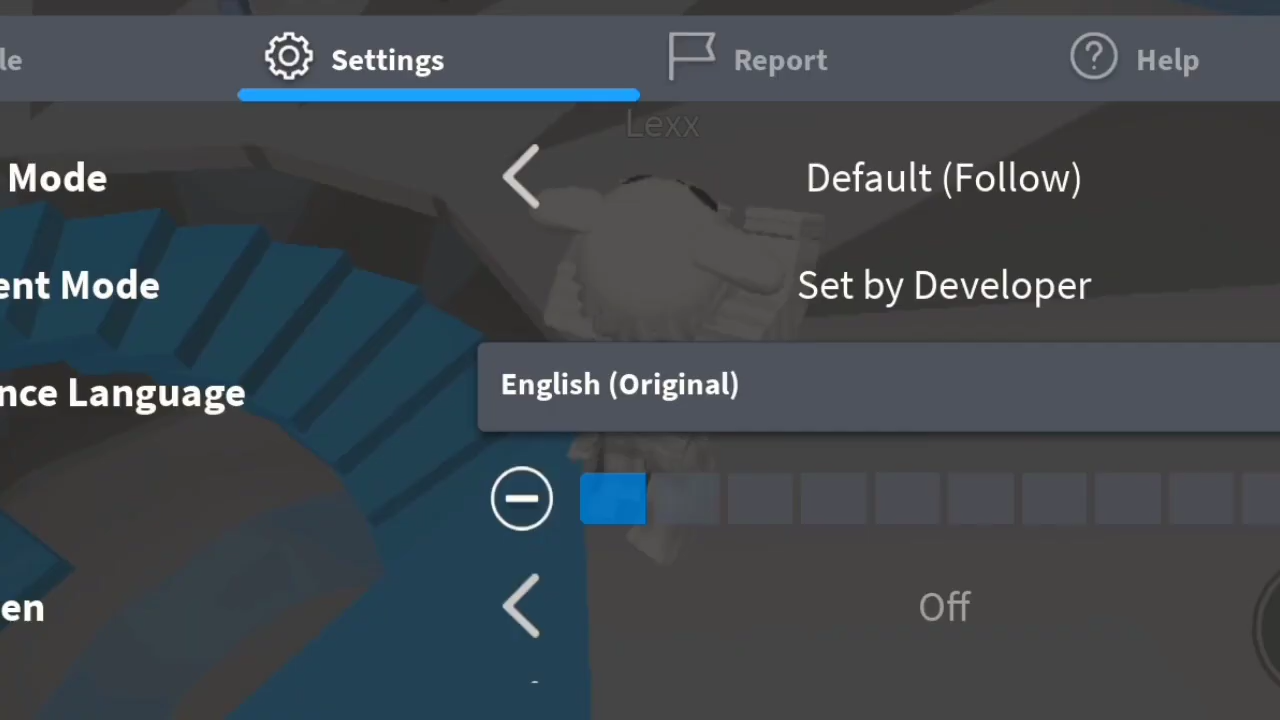 le
Settings
Report
Help
Lexx
Mode
Default (Follow)
ent Mode
Set by Developer
nce Language
English (Original)
en
Off